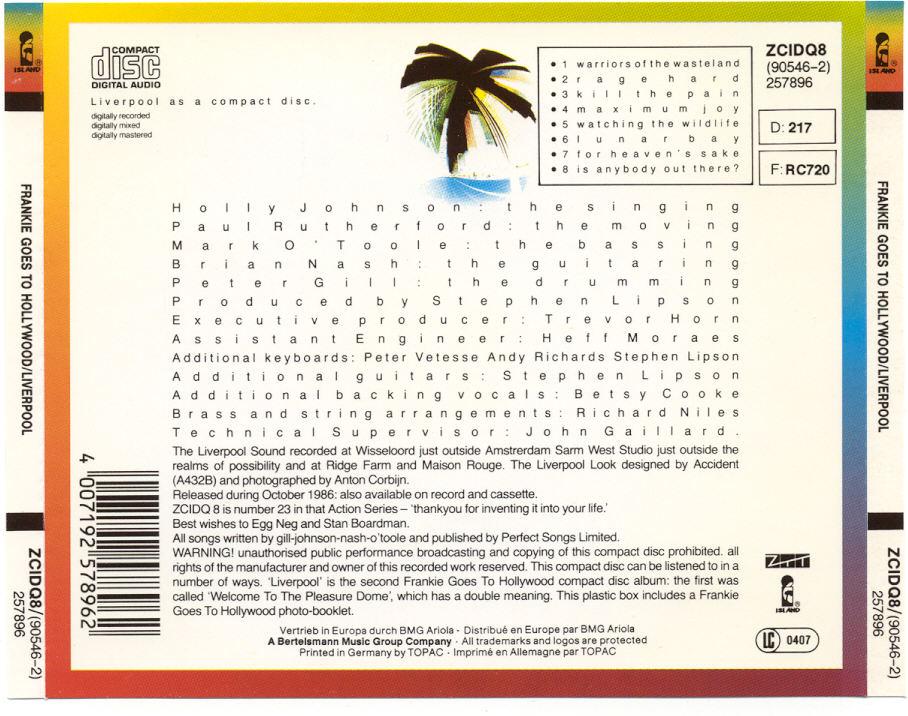 ISLAND
FRANKIE GOES TO HOLLYWOOD/LIVERPOOL
ZCIDQ8/(90546-2)
257896
COMPACT
disc
DIGITAL AUDIO
Liverpool as a compact disc.
digitally recorded
digitally mixed
digitally mastered
• 1 warriors of the wasteland
• 2 rage hard
• 3 kill the pain
• 4 maximum joy
• 5 watching the wildlife
• 6 lunar bay
• 7 for heaven's sake
• 8 is anybody out there?
ZCIDQ8
(90546-2)
257896
D: 217
F: RC720
Holly Johnson: the singing
Paul Rutherford: the moving
Mark O'Toole: the bassing
Brian Nash: the guitaring
Peter Gill: the drumming
Produced by Stephen Lipson
Executive producer: Trevor Horn
Assistant Engineer: Heff Moraes
Additional keyboards: Peter Vetesse Andy Richards Stephen Lipson
Additional guitars: Stephen Lipson
Additional backing vocals: Betsy Cooke
Brass and string arrangements: Richard Niles
Technical Supervisor: John Gaillard.
The Liverpool Sound recorded at Wisseloord just outside Amstrerdam Sarm West Studio just outside the
realms of possibility and at Ridge Farm and Maison Rouge. The Liverpool Look designed by Accident
(A432B) and photographed by Anton Corbijn.
Released during October 1986: also available on record and cassette.
ZCIDQ 8 is number 23 in that Action Series – 'thankyou for inventing it into your life.'
Best wishes to Egg Neg and Stan Boardman.
All songs written by gill-johnson-nash-o'toole and published by Perfect Songs Limited.
WARNING! unauthorised public performance broadcasting and copying of this compact disc prohibited. all
rights of the manufacturer and owner of this recorded work reserved. This compact disc can be listened to in a
number of ways. 'Liverpool' is the second Frankie Goes To Hollywood compact disc album: the first was
called 'Welcome To The Pleasure Dome', which has a double meaning. This plastic box includes a Frankie
Goes To Hollywood photo-booklet.
Vertrieb in Europa durch BMG Ariola · Distribué en Europe par BMG Ariola
A Bertelsmann Music Group Company · All trademarks and logos are protected
Printed in Germany by TOPAC · Imprimé en Allemagne par TOPAC
4 007192 578962
ZTT
ISLAND
LC 0407
ISLAND
FRANKIE GOES TO HOLLYWOOD/LIVERPOOL
ZCIDQ8/(90546-2)
257896